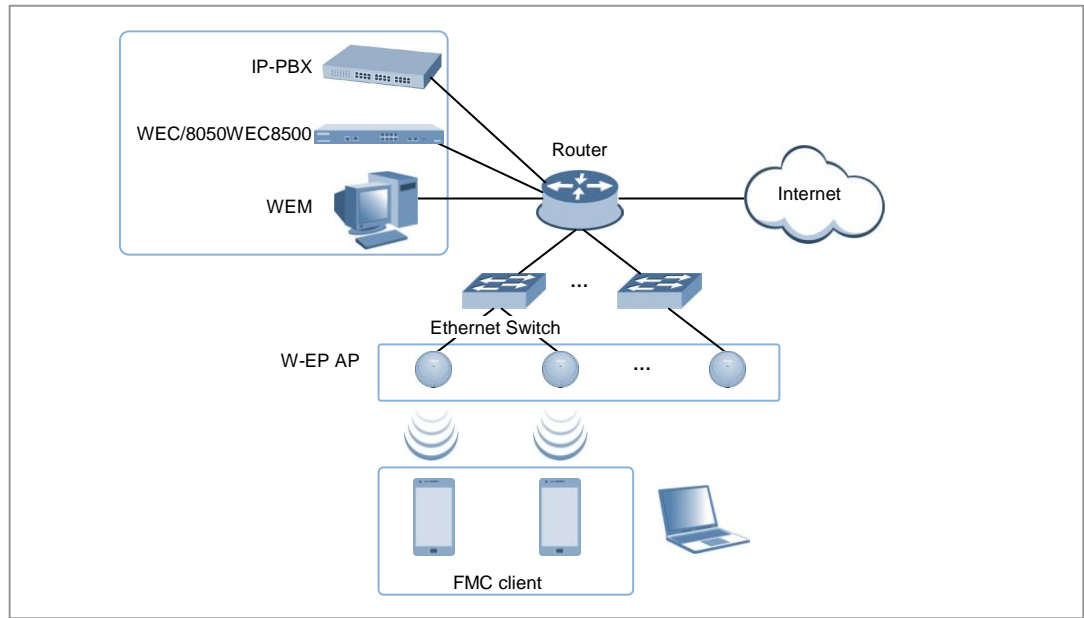 IP-PBX
WEC/8050WEC8500
Router
WEM
Internet
...
Ethernet Switch
W-EP AP
...
FMC client